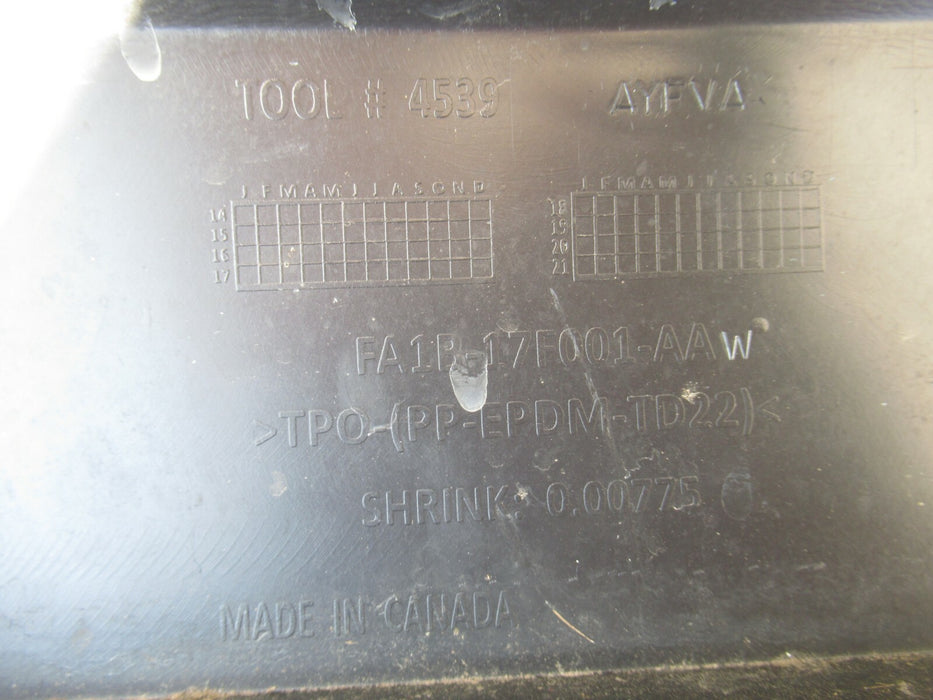 TOOL # 4539 AYFVA
J F M A M J J A S O N D J F M A M J J A S O N D
14 18
15 19
16 20
17 21
FA1B-17F001-AAW
>TPO-(PP-EPDM-TD22)<
SHRINK: 0.00775
MADE IN CANADA